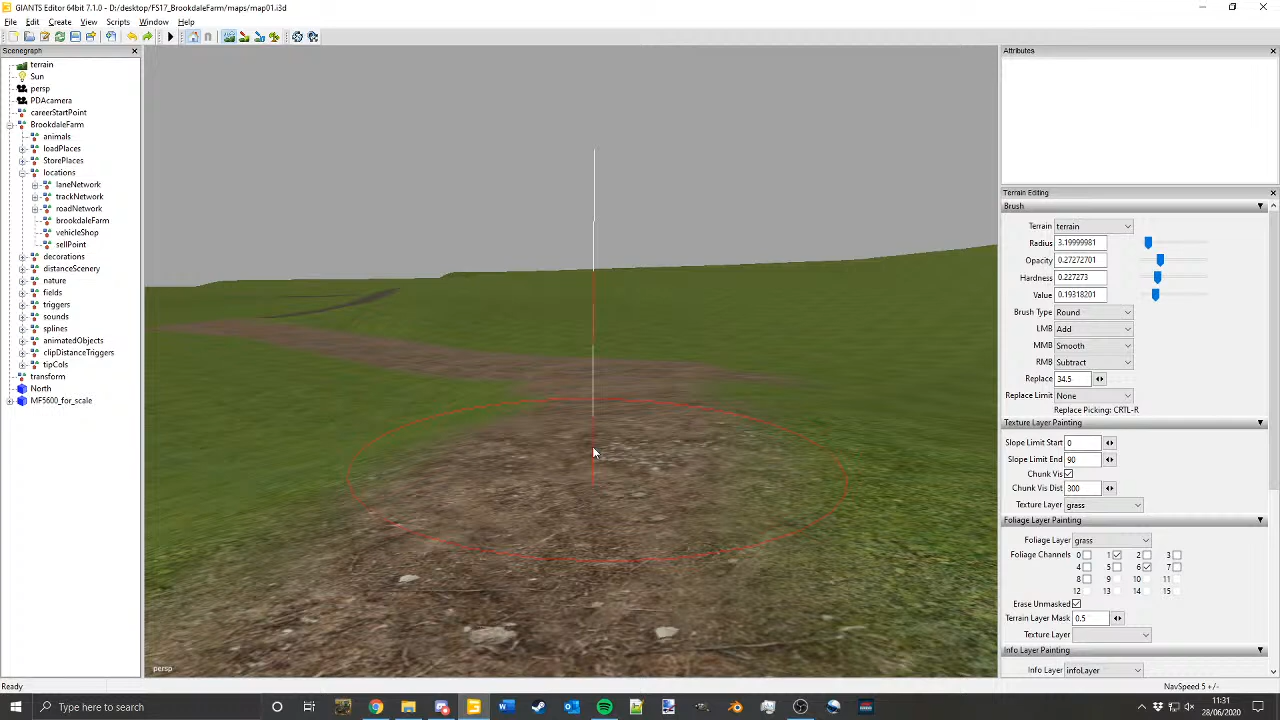 GIANTS Editor 64bit 7.1.0 - D:/desktop/FS17_BrookdaleFarm/maps/map01.i3d
File Edit Create View Scripts Window Help
Scenegraph
terrain
Sun
persp
PDAcamera
careerStartPoint
BrookdaleFarm
animals
loadPlaces
StorePlaces
locations
laneNetwork
trackNetwork
roadNetwork
brookdaleFarm
vehicleShop
sellPoint
decorations
distanceScenery
nature
fields
triggers
sounds
splines
animatedObjects
clipDistanceTriggers
tipCols
transform
North
MF5600_for_scale
persp
Attributes
Terrain Editing
Brush
Terrain terrain
Radius 3.19999981
Opacity 0.27272701
Hardness 0.227273
Value 0.19318201
Brush Type Round
LMB Add
MMB Smooth
RMB Subtract
Replace 34.5
Replace Limit None
Replace Picking: CRTL-R
Texture Layer Painting
Slope Limit Start 0
Slope Limit End 90
Chunk Vis
Chunk Vis Dist 300
Texture Layer grass
Foliage Layer Painting
Foliage Layer grass
Foliage Channels 0 1 2 3
4 5 6 7
8 9 10 11
12 13 14 15
Erase Unmasked
Terrain Layer Mask 0.5
Texture Layer
Info Layer Painting
Info Layer infoLayer
Ready
NavSpeed 5 +/-
Type here to search
11:31
28/06/2020